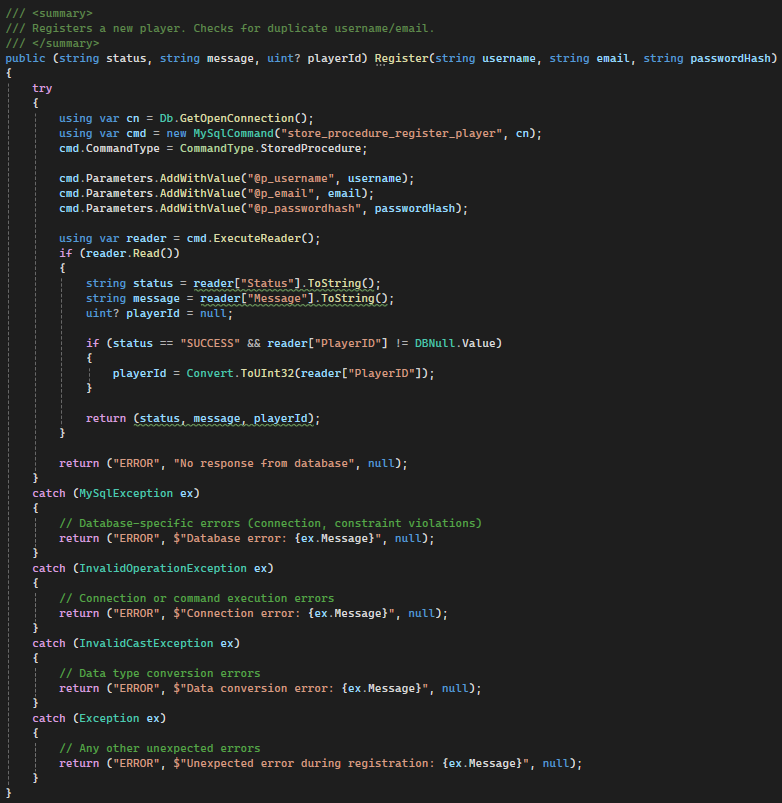 /// <summary>
/// Registers a new player. Checks for duplicate username/email.
/// </summary>
public (string status, string message, uint? playerId) Register(string username, string email, string passwordHash)
{
    try
    {
        using var cn = Db.GetOpenConnection();
        using var cmd = new MySqlCommand("store_procedure_register_player", cn);
        cmd.CommandType = CommandType.StoredProcedure;

        cmd.Parameters.AddWithValue("@p_username", username);
        cmd.Parameters.AddWithValue("@p_email", email);
        cmd.Parameters.AddWithValue("@p_passwordhash", passwordHash);

        using var reader = cmd.ExecuteReader();
        if (reader.Read())
        {
            string status = reader["Status"].ToString();
            string message = reader["Message"].ToString();
            uint? playerId = null;

            if (status == "SUCCESS" && reader["PlayerID"] != DBNull.Value)
            {
                playerId = Convert.ToUInt32(reader["PlayerID"]);
            }

            return (status, message, playerId);
        }

        return ("ERROR", "No response from database", null);
    }
    catch (MySqlException ex)
    {
        // Database-specific errors (connection, constraint violations)
        return ("ERROR", $"Database error: {ex.Message}", null);
    }
    catch (InvalidOperationException ex)
    {
        // Connection or command execution errors
        return ("ERROR", $"Connection error: {ex.Message}", null);
    }
    catch (InvalidCastException ex)
    {
        // Data type conversion errors
        return ("ERROR", $"Data conversion error: {ex.Message}", null);
    }
    catch (Exception ex)
    {
        // Any other unexpected errors
        return ("ERROR", $"Unexpected error during registration: {ex.Message}", null);
    }
}